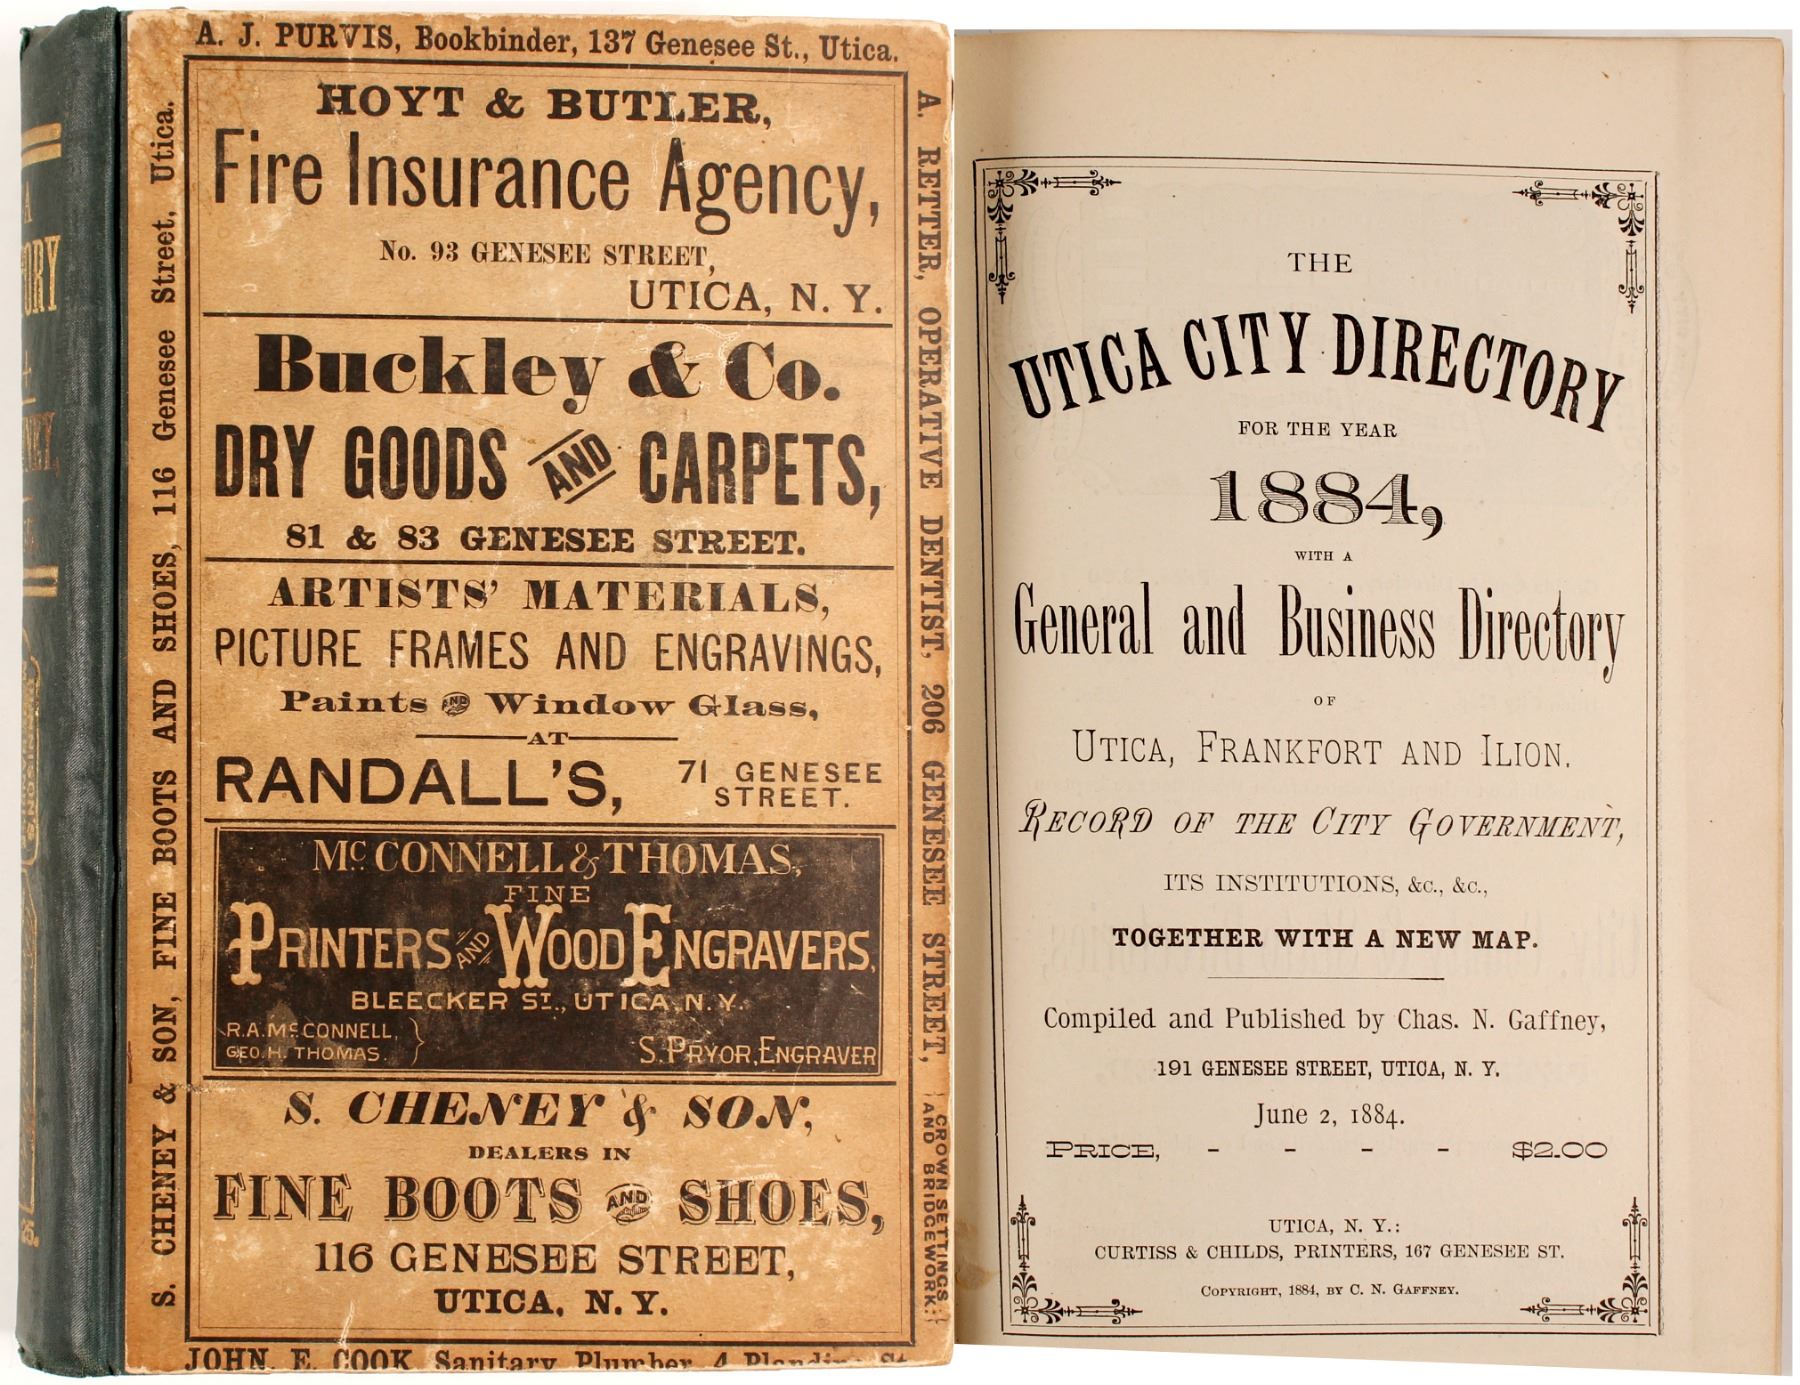 A. J. PURVIS, Bookbinder, 137 Genesee St., Utica.
S. CHENEY & SON, FINE BOOTS AND SHOES, 116 Genesee Street, Utica.
HOYT & BUTLER,
Fire Insurance Agency,
No. 93 GENESEE STREET,
UTICA, N. Y.
Buckley & Co.
DRY GOODS AND CARPETS,
81 & 83 GENESEE STREET.
ARTISTS' MATERIALS,
PICTURE FRAMES AND ENGRAVINGS,
Paints AND Window Glass,
AT
RANDALL'S, 71 GENESEE
STREET.
Mc CONNELL & THOMAS,
FINE
PRINTERS AND WOOD ENGRAVERS,
BLEECKER ST., UTICA, N. Y.
R. A. Mc CONNELL,
GEO. H. THOMAS.
S. PRYOR, ENGRAVER
S. CHENEY & SON,
DEALERS IN
FINE BOOTS AND SHOES,
116 GENESEE STREET,
UTICA, N. Y.
A. RETTER, OPERATIVE DENTIST, 206 GENESEE STREET,
CROWN SETTINGS
AND BRIDGEWORK.
JOHN. E. COOK Sanitary Plumber, 4
THE
UTICA CITY DIRECTORY
FOR THE YEAR
1884,
WITH A
General and Business Directory
OF
UTICA, FRANKFORT AND ILION.
RECORD OF THE CITY GOVERNMENT,
ITS INSTITUTIONS, &c., &c.,
TOGETHER WITH A NEW MAP.
Compiled and Published by Chas. N. Gaffney,
191 GENESEE STREET, UTICA, N. Y.
June 2, 1884.
PRICE, - - - - $2.00
UTICA, N. Y.:
CURTISS & CHILDS, PRINTERS, 167 GENESEE ST.
COPYRIGHT, 1884, BY C. N. GAFFNEY.